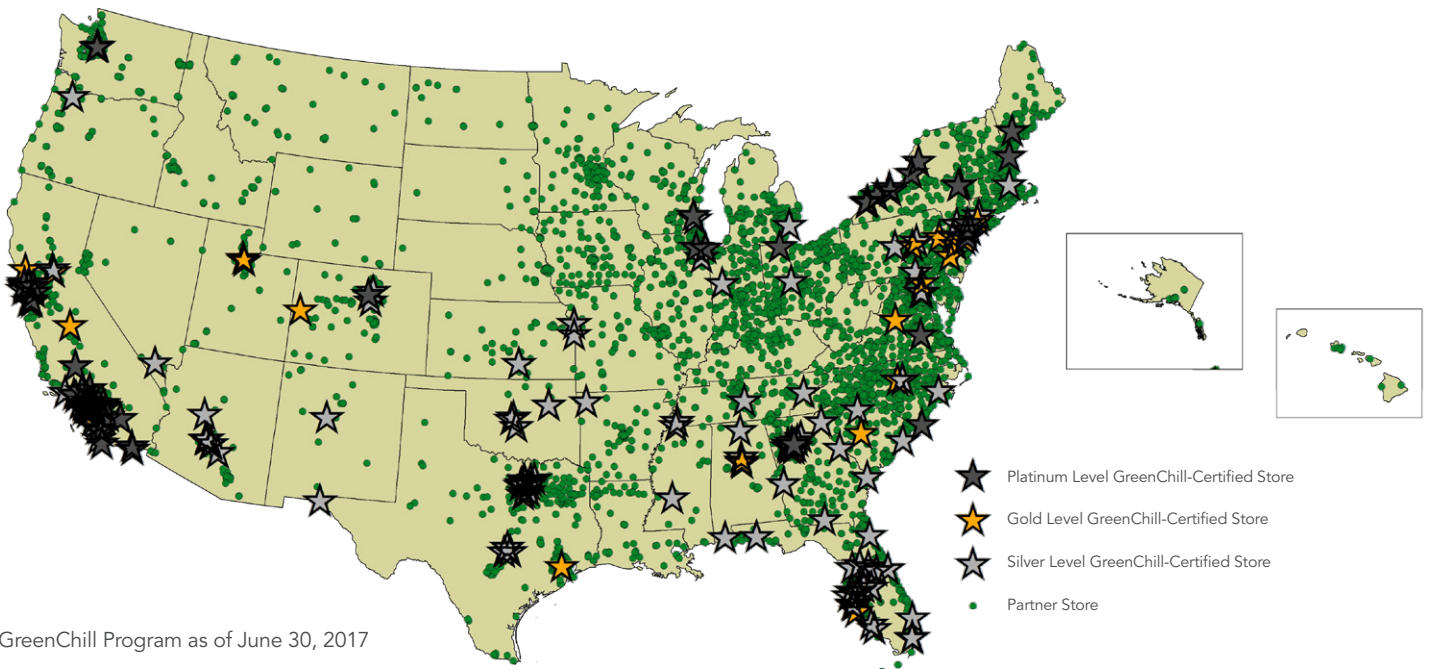 Platinum Level GreenChill-Certified Store
Gold Level GreenChill-Certified Store
Silver Level GreenChill-Certified Store
Partner Store
GreenChill Program as of June 30, 2017